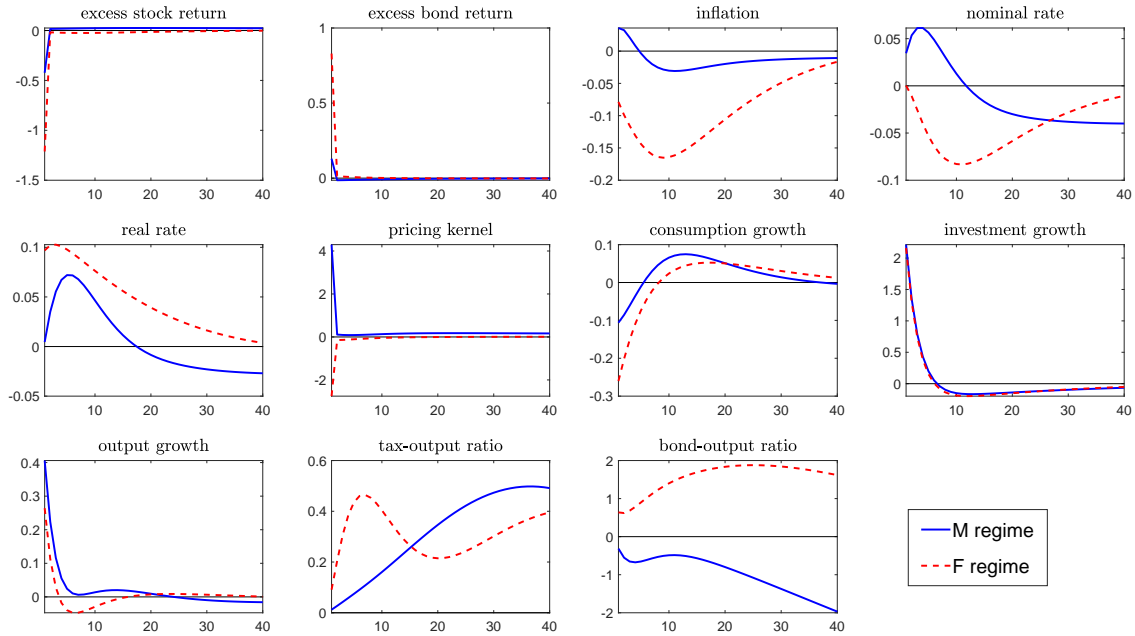 excess stock return
0
-0.5
-1
-1.5
10 20 30 40
excess bond return
1
0.5
0
10 20 30 40
inflation
0
-0.05
-0.1
-0.15
-0.2
10 20 30 40
nominal rate
0.05
0
-0.05
-0.1
10 20 30 40
real rate
0.1
0.05
0
-0.05
10 20 30 40
pricing kernel
4
2
0
-2
10 20 30 40
consumption growth
0.1
0
-0.1
-0.2
-0.3
10 20 30 40
investment growth
2
1.5
1
0.5
0
10 20 30 40
output growth
0.4
0.3
0.2
0.1
0
10 20 30 40
tax-output ratio
0.6
0.4
0.2
0
10 20 30 40
bond-output ratio
2
1
0
-1
-2
10 20 30 40
M regime
F regime